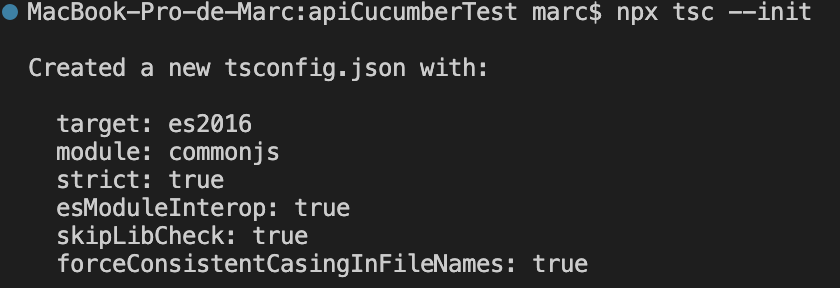 MacBook-Pro-de-Marc:apiCucumberTest marc$ npx tsc --init
Created a new tsconfig.json with:
target: es2016
module: commonjs
strict: true
esModuleInterop: true
skipLibCheck: true
forceConsistentCasingInFileNames: true